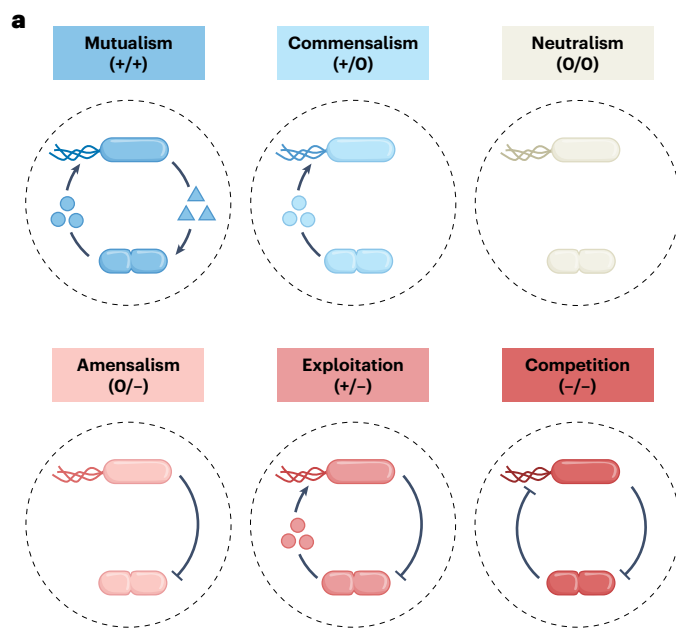 a
Mutualism
(+/+)
Commensalism
(+/0)
Neutralism
(0/0)
Amensalism
(0/–)
Exploitation
(+/–)
Competition
(–/–)